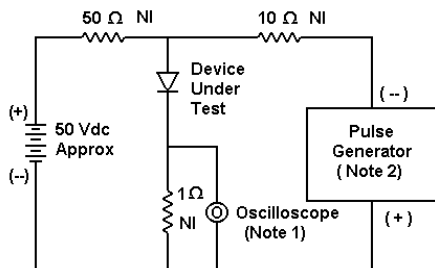 50 Ω NI
10 Ω NI
Device
Under
Test
(+)
50 Vdc
Approx
(--)
(--)
Pulse
Generator
(Note 2)
(+)
1Ω
NI
Oscilloscope
(Note 1)